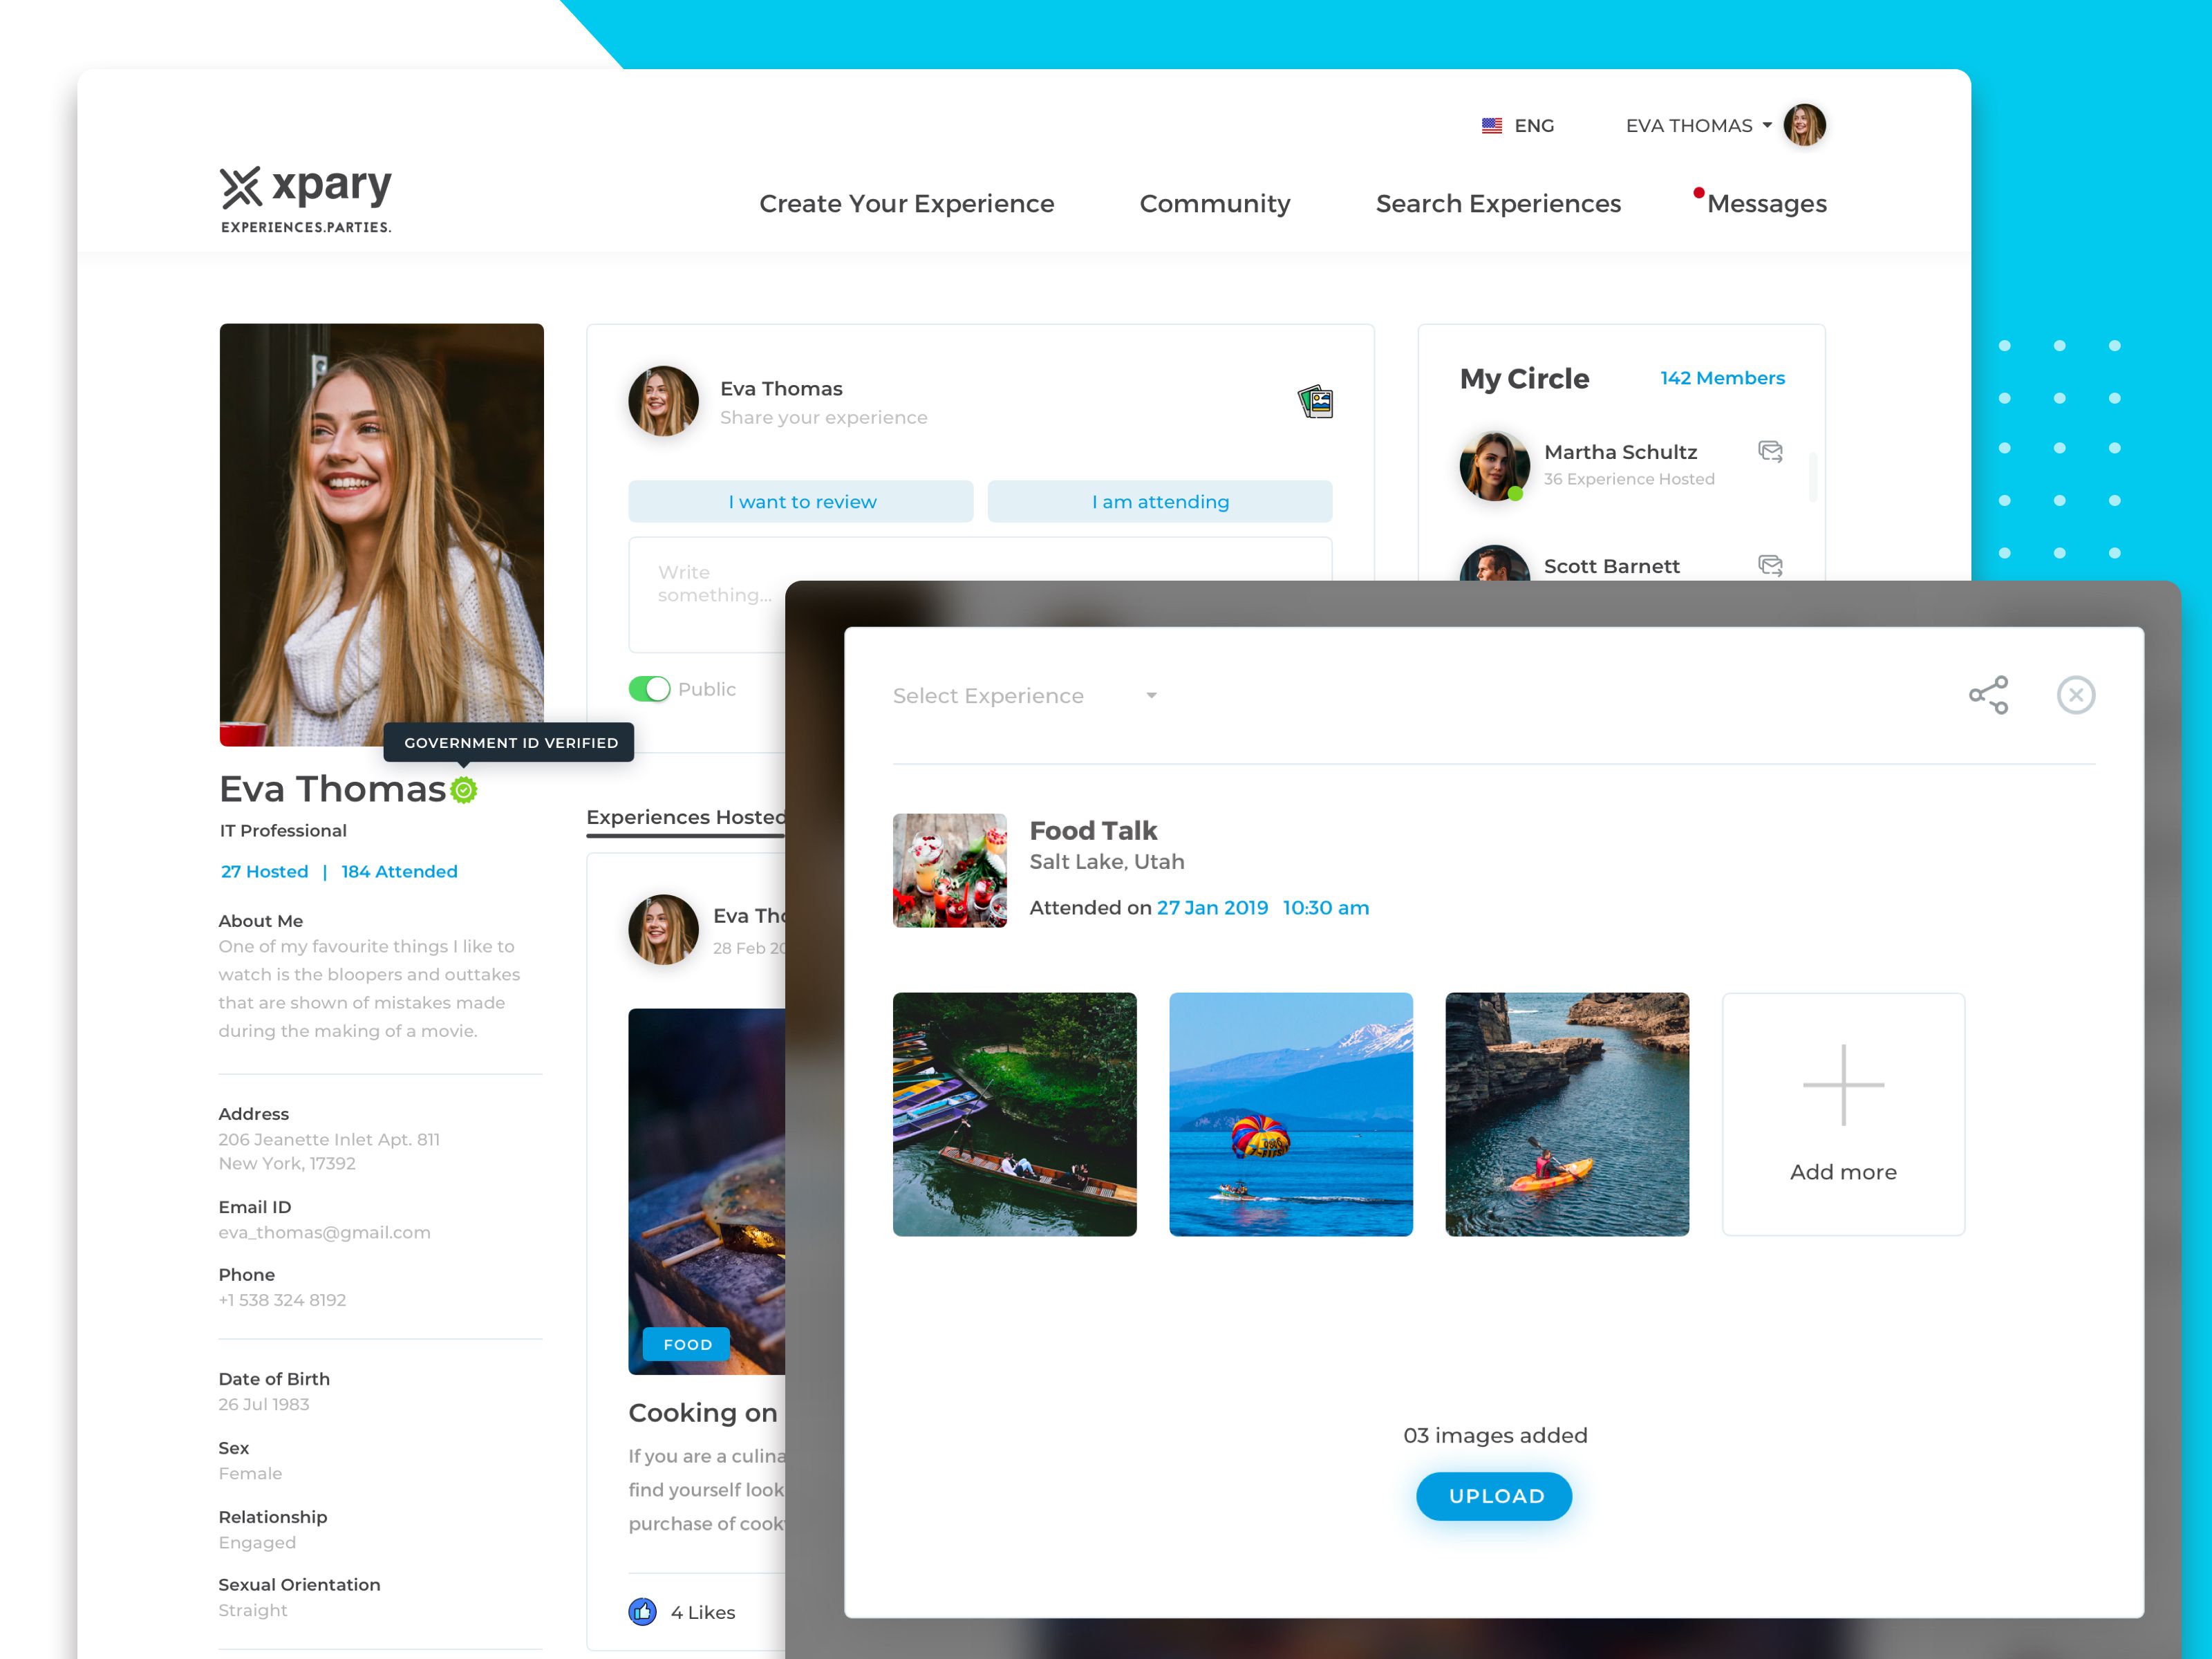 ENG
EVA THOMAS
xpary
EXPERIENCES.PARTIES.
Create Your Experience
Community
Search Experiences
Messages
Eva Thomas
Share your experience
I want to review
I am attending
Write
something...
Public
My Circle
142 Members
Martha Schultz
36 Experience Hosted
Scott Barnett
GOVERNMENT ID VERIFIED
Eva Thomas
IT Professional
27 Hosted | 184 Attended
About Me
One of my favourite things I like to
watch is the bloopers and outtakes
that are shown of mistakes made
during the making of a movie.
Address
206 Jeanette Inlet Apt. 811
New York, 17392
Email ID
eva_thomas@gmail.com
Phone
+1 538 324 8192
Date of Birth
26 Jul 1983
Sex
Female
Relationship
Engaged
Sexual Orientation
Straight
Experiences Hosted
Eva
28 Feb
FOOD
Cooking on
If you are a
find yourself look
purchase of
4 Likes
Select Experience
Food Talk
Salt Lake, Utah
Attended on 27 Jan 2019 10:30 am
Add more
03 images added
UPLOAD